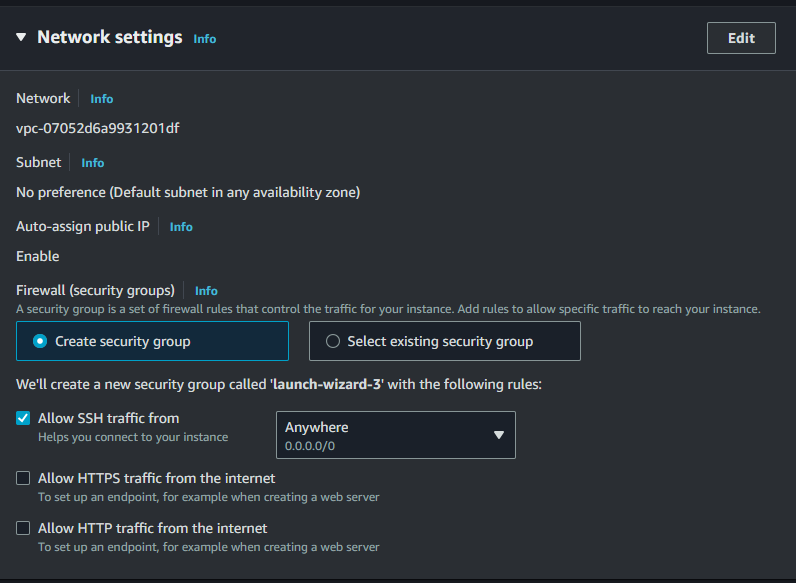 Network settings Info
Edit
Network Info
vpc-07052d6a9931201df
Subnet Info
No preference (Default subnet in any availability zone)
Auto-assign public IP Info
Enable
Firewall (security groups) Info
A security group is a set of firewall rules that control the traffic for your instance. Add rules to allow specific traffic to reach your instance.
Create security group
Select existing security group
We'll create a new security group called 'launch-wizard-3' with the following rules:
Allow SSH traffic from
Helps you connect to your instance
Anywhere
0.0.0.0/0
Allow HTTPS traffic from the internet
To set up an endpoint, for example when creating a web server
Allow HTTP traffic from the internet
To set up an endpoint, for example when creating a web server